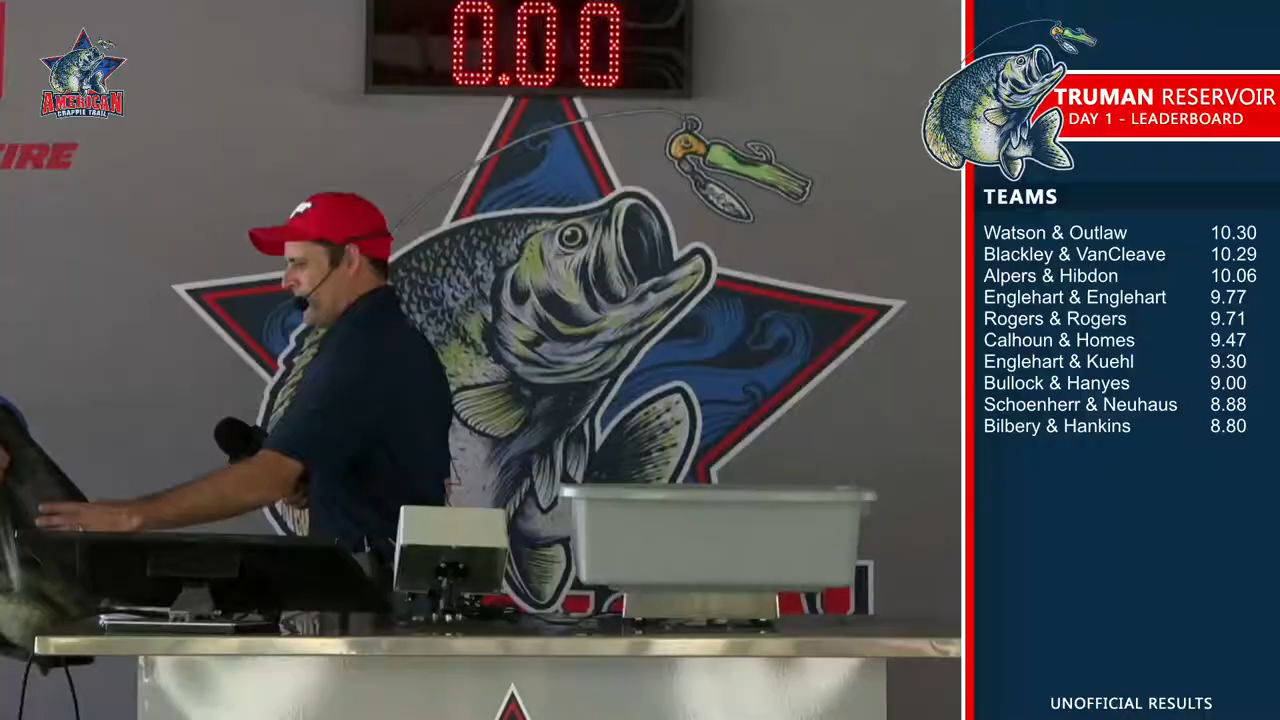 0.00
AMERICAN
CRAPPIE TRAIL
TRUMAN RESERVOIR
DAY 1 - LEADERBOARD
TEAMS
Watson & Outlaw 10.30
Blackley & VanCleave 10.29
Alpers & Hibdon 10.06
Englehart & Englehart 9.77
Rogers & Rogers 9.71
Calhoun & Homes 9.47
Englehart & Kuehl 9.30
Bullock & Hanyes 9.00
Schoenherr & Neuhaus 8.88
Bilbery & Hankins 8.80
UNOFFICIAL RESULTS